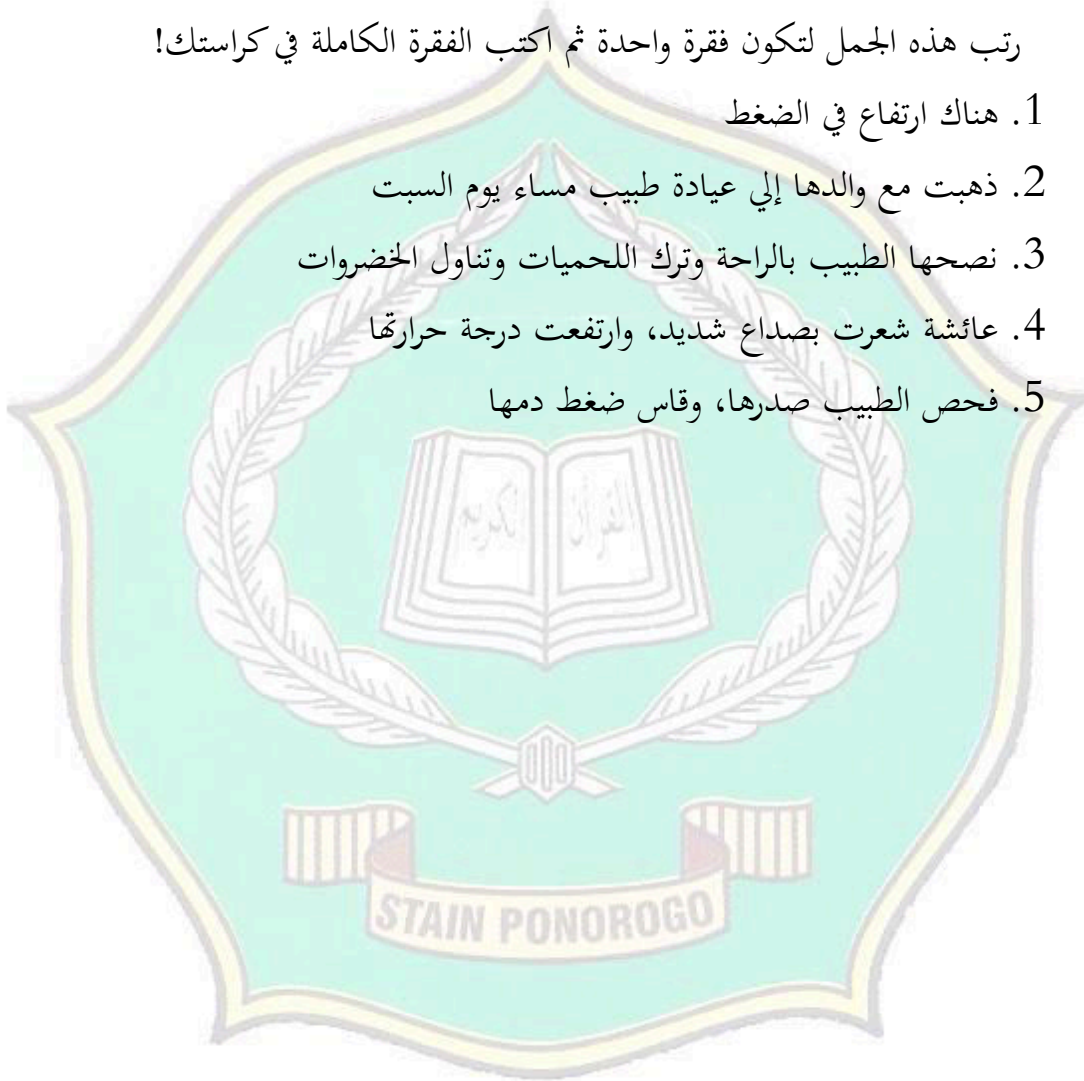 رتب هذه الجمل لتكون فقرة واحدة ثم اكتب الفقرة الكاملة في كراستك!
1. هناك ارتفاع في الضغط
2. ذهبت مع والدها إلي عيادة طبيب مساء يوم السبت
3. نصحها الطبيب بالراحة وترك اللحميات وتناول الخضروات
4. عائشة شعرت بصداع شديد، وارتفعت درجة حرارتها
5. فحص الطبيب صدرها، وقاس ضغط دمها
القرآن الكريم
STAIN PONOROGO